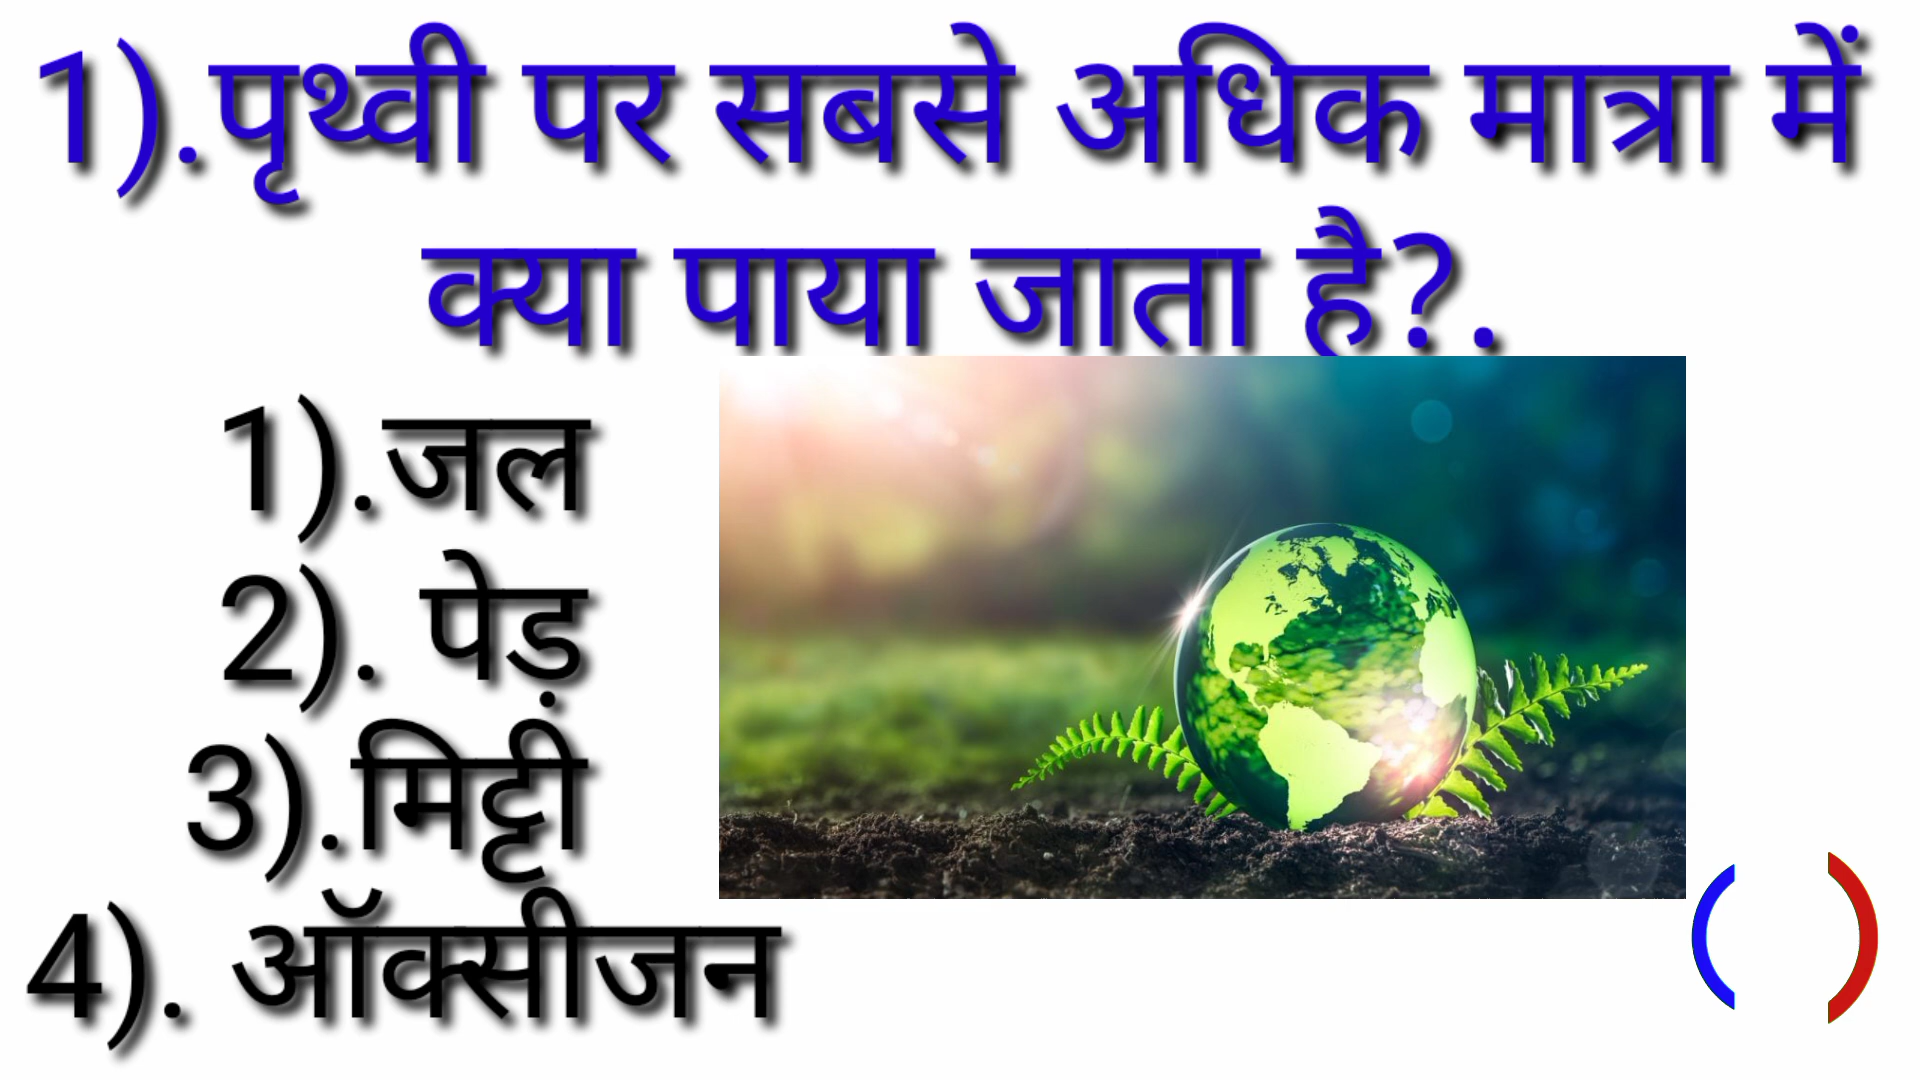 1).पृथ्वी पर सबसे अधिक मात्रा में
क्या पाया जाता है?.
1).जल
2). पेड़
3).मिट्टी
4). ऑक्सीजन
( )